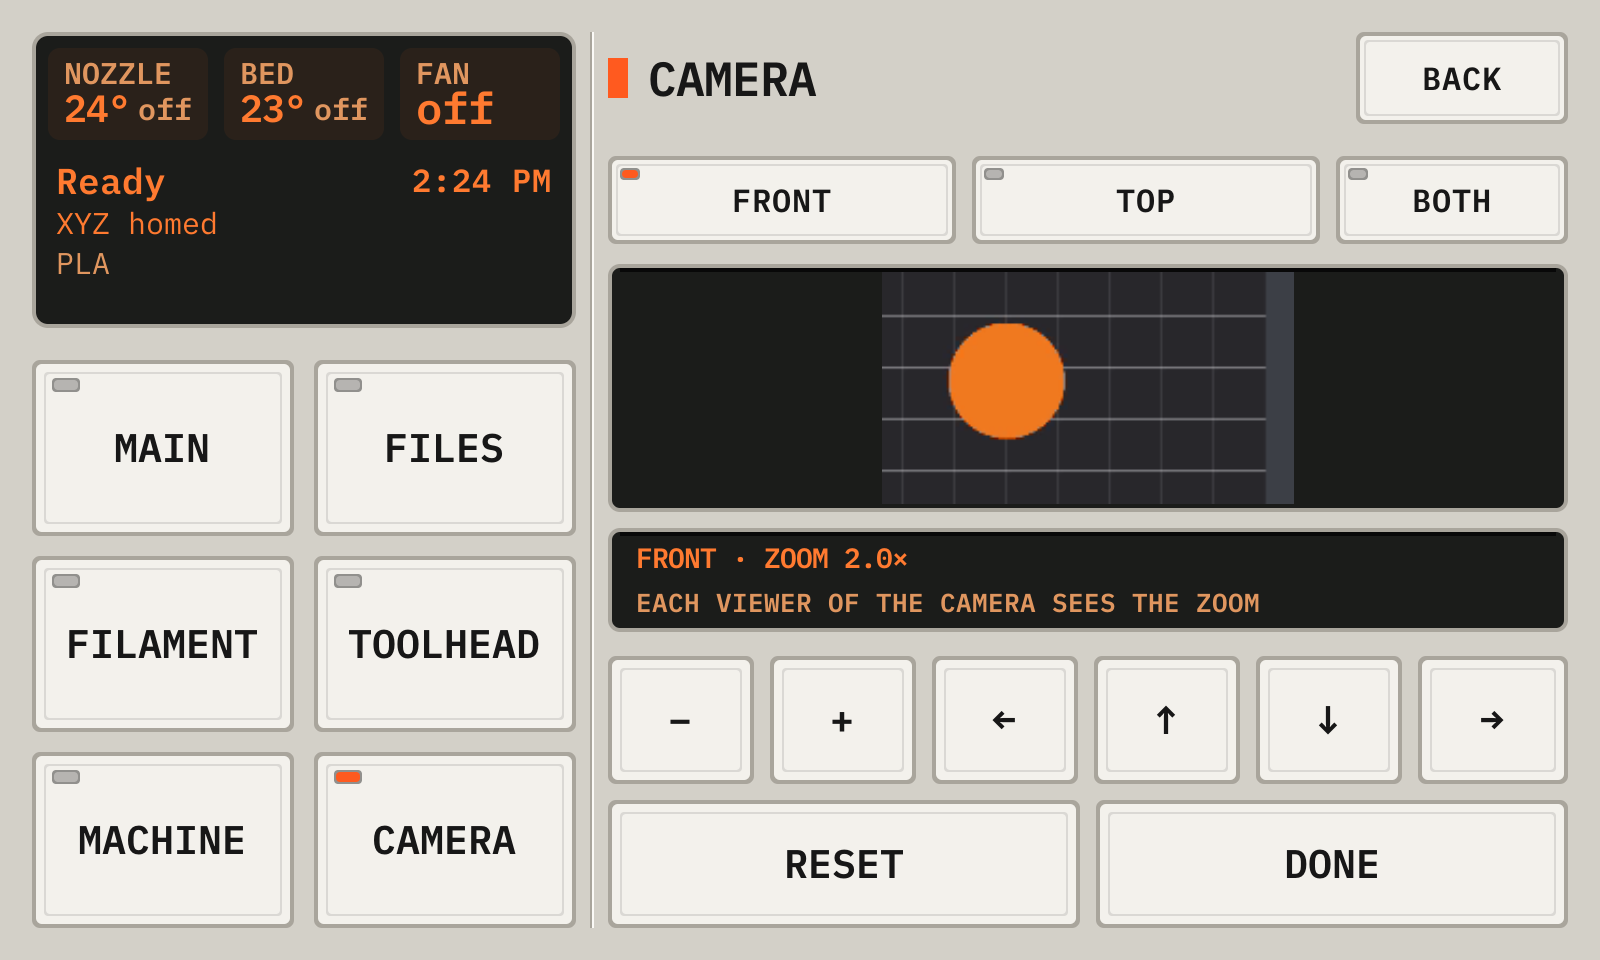 NOZZLE
24° off
BED
23° off
FAN
off
Ready
2:24 PM
XYZ homed
PLA
MAIN
FILES
FILAMENT
TOOLHEAD
MACHINE
CAMERA
CAMERA
BACK
FRONT
TOP
BOTH
FRONT · ZOOM 2.0×
EACH VIEWER OF THE CAMERA SEES THE ZOOM
− + ← ↑ ↓ →
RESET
DONE